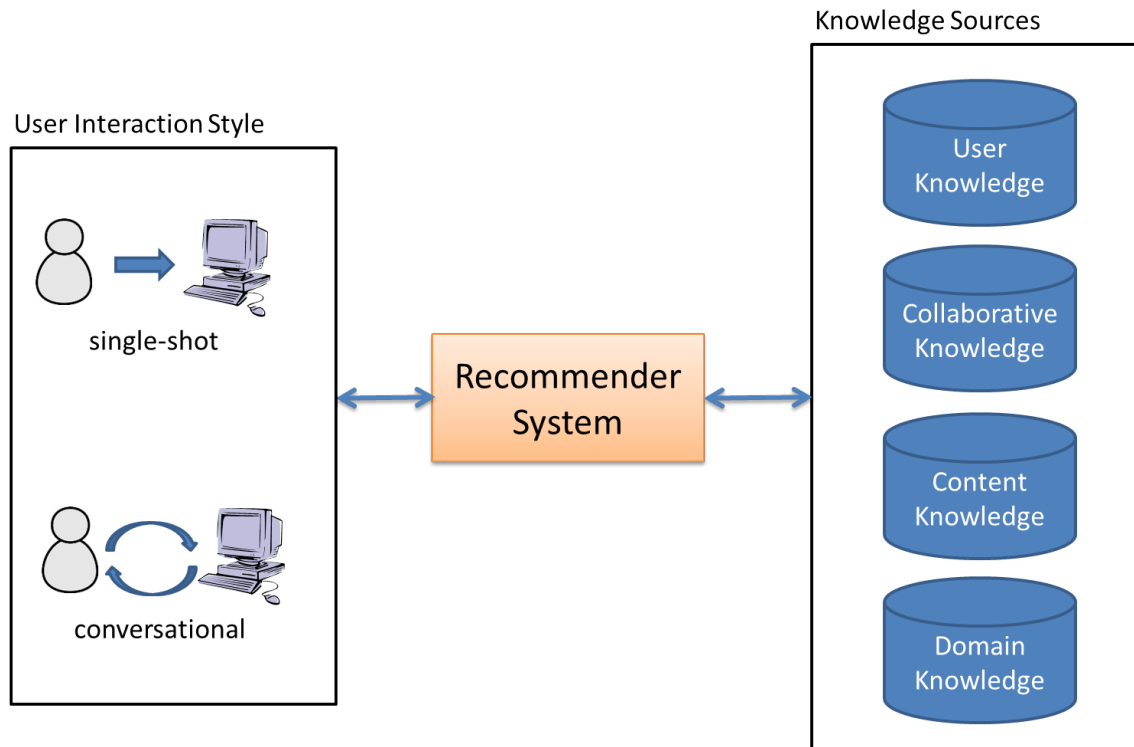 Knowledge Sources
User Interaction Style
single-shot
conversational
Recommender
System
User
Knowledge
Collaborative
Knowledge
Content
Knowledge
Domain
Knowledge